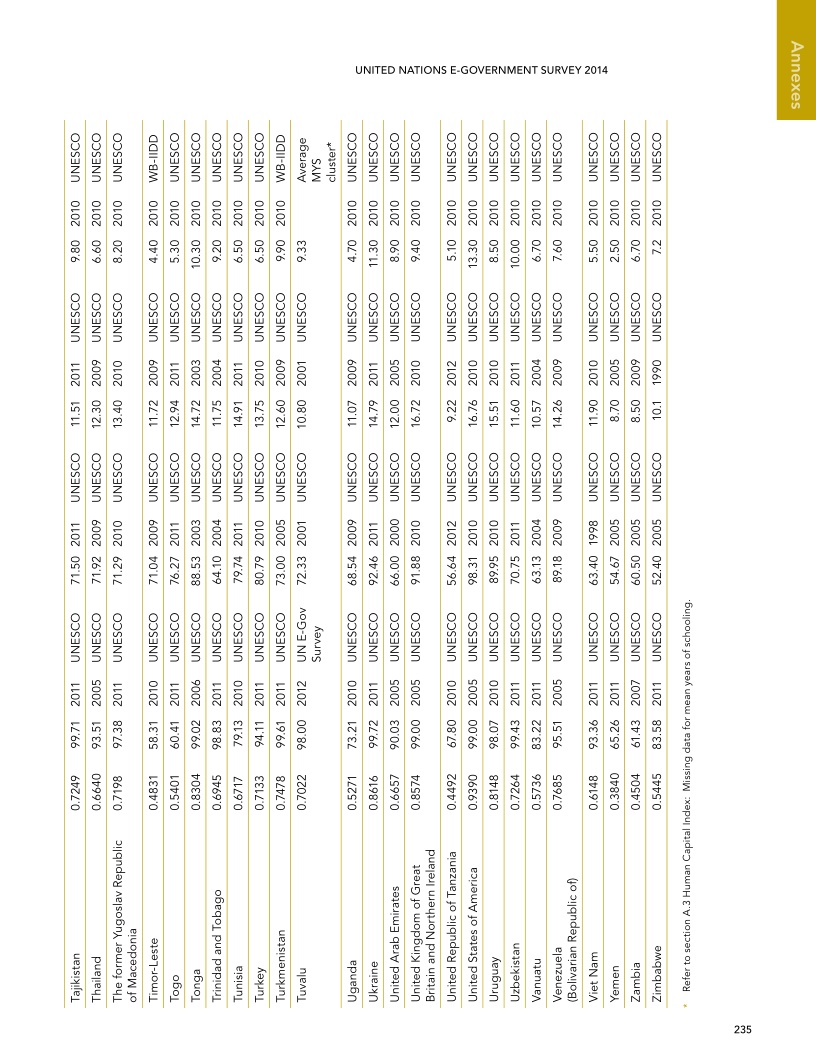 Annexes
UNITED NATIONS E-GOVERNMENT SURVEY 2014
Tajikistan 0.7249 99.71 2011 UNESCO 71.50 2011 UNESCO 11.51 2011 UNESCO 9.80 2010 UNESCO
Thailand 0.6640 93.51 2005 UNESCO 71.92 2009 UNESCO 12.30 2009 UNESCO 6.60 2010 UNESCO
The former Yugoslav Republic 0.7198 97.38 2011 UNESCO 71.29 2010 UNESCO 13.40 2010 UNESCO 8.20 2010 UNESCO
of Macedonia
Timor-Leste 0.4831 58.31 2010 UNESCO 71.04 2009 UNESCO 11.72 2009 UNESCO 4.40 2010 WB-IIDD
Togo 0.5401 60.41 2011 UNESCO 76.27 2011 UNESCO 12.94 2011 UNESCO 5.30 2010 UNESCO
Tonga 0.8304 99.02 2006 UNESCO 88.53 2003 UNESCO 14.72 2003 UNESCO 10.30 2010 UNESCO
Trinidad and Tobago 0.6945 98.83 2011 UNESCO 64.10 2004 UNESCO 11.75 2004 UNESCO 9.20 2010 UNESCO
Tunisia 0.6717 79.13 2010 UNESCO 79.74 2011 UNESCO 14.91 2011 UNESCO 6.50 2010 UNESCO
Turkey 0.7133 94.11 2011 UNESCO 80.79 2010 UNESCO 13.75 2010 UNESCO 6.50 2010 UNESCO
Turkmenistan 0.7478 99.61 2011 UNESCO 73.00 2005 UNESCO 12.60 2009 UNESCO 9.90 2010 WB-IIDD
Tuvalu 0.7022 98.00 2012 UN E-Gov 72.33 2001 UNESCO 10.80 2001 UNESCO 9.33 Average
Survey MYS
cluster*
Uganda 0.5271 73.21 2010 UNESCO 68.54 2009 UNESCO 11.07 2009 UNESCO 4.70 2010 UNESCO
Ukraine 0.8616 99.72 2011 UNESCO 92.46 2011 UNESCO 14.79 2011 UNESCO 11.30 2010 UNESCO
United Arab Emirates 0.6657 90.03 2005 UNESCO 66.00 2000 UNESCO 12.00 2005 UNESCO 8.90 2010 UNESCO
United Kingdom of Great 0.8574 99.00 2005 UNESCO 91.88 2010 UNESCO 16.72 2010 UNESCO 9.40 2010 UNESCO
Britain and Northern Ireland
United Republic of Tanzania 0.4492 67.80 2010 UNESCO 56.64 2012 UNESCO 9.22 2012 UNESCO 5.10 2010 UNESCO
United States of America 0.9390 99.00 2005 UNESCO 98.31 2010 UNESCO 16.76 2010 UNESCO 13.30 2010 UNESCO
Uruguay 0.8148 98.07 2010 UNESCO 89.95 2010 UNESCO 15.51 2010 UNESCO 8.50 2010 UNESCO
Uzbekistan 0.7264 99.43 2011 UNESCO 70.75 2011 UNESCO 11.60 2011 UNESCO 10.00 2010 UNESCO
Vanuatu 0.5736 83.22 2011 UNESCO 63.13 2004 UNESCO 10.57 2004 UNESCO 6.70 2010 UNESCO
Venezuela 0.7685 95.51 2005 UNESCO 89.18 2009 UNESCO 14.26 2009 UNESCO 7.60 2010 UNESCO
(Bolivarian Republic of)
Viet Nam 0.6148 93.36 2011 UNESCO 63.40 1998 UNESCO 11.90 2010 UNESCO 5.50 2010 UNESCO
Yemen 0.3840 65.26 2011 UNESCO 54.67 2005 UNESCO 8.70 2005 UNESCO 2.50 2010 UNESCO
Zambia 0.4504 61.43 2007 UNESCO 60.50 2005 UNESCO 8.50 2009 UNESCO 6.70 2010 UNESCO
Zimbabwe 0.5445 83.58 2011 UNESCO 52.40 2005 UNESCO 10.1 1990 UNESCO 7.2 2010 UNESCO
* Refer to section A.3 Human Capital Index: Missing data for mean years of schooling.
235